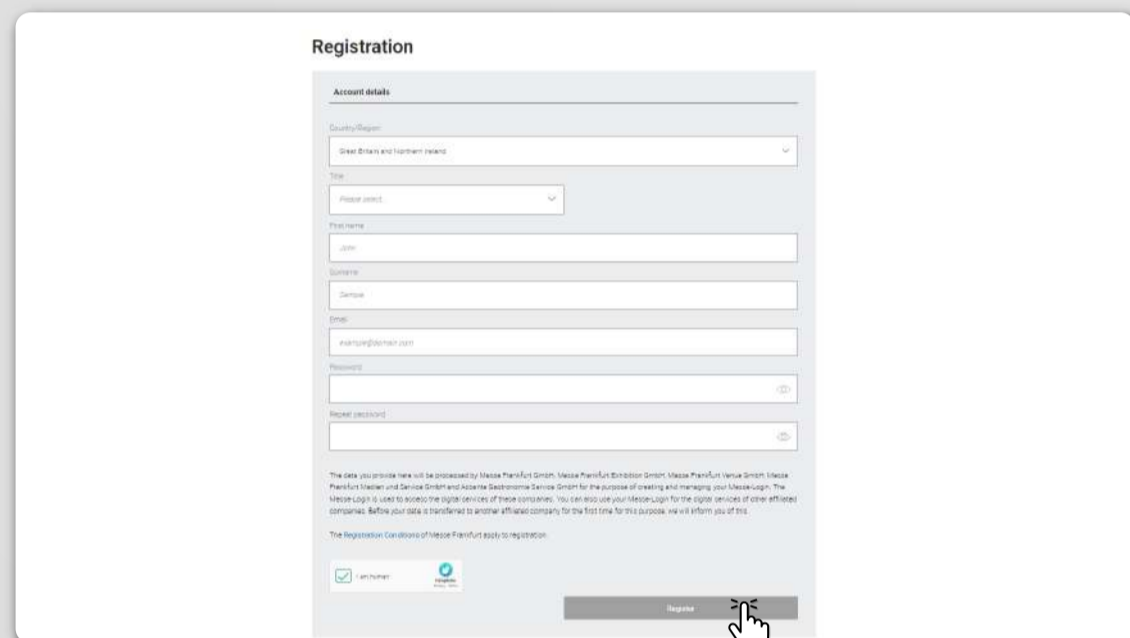 Registration
Account details
Country/Region
Great Britain and Northern Ireland
Title
Please select
First name
John
Surname
Sample
Email
example@domain.com
Password
Repeat password
The data you provide here will be processed by Messe Frankfurt GmbH, Messe Frankfurt Exhibition GmbH, Messe Frankfurt Venue GmbH, Messe
Frankfurt Medien und Service GmbH and Accente Gastronomie Service GmbH for the purpose of creating and managing your Messe-Login. The
Messe-Login is used to access the digital services of these companies. You can also use your Messe-Login for the digital services of other affiliated
companies. Before your data is transferred to another affiliated company for the first time for this purpose, we will inform you of this.
The Registration Conditions of Messe Frankfurt apply to registration.
I am human
hCaptcha
Register